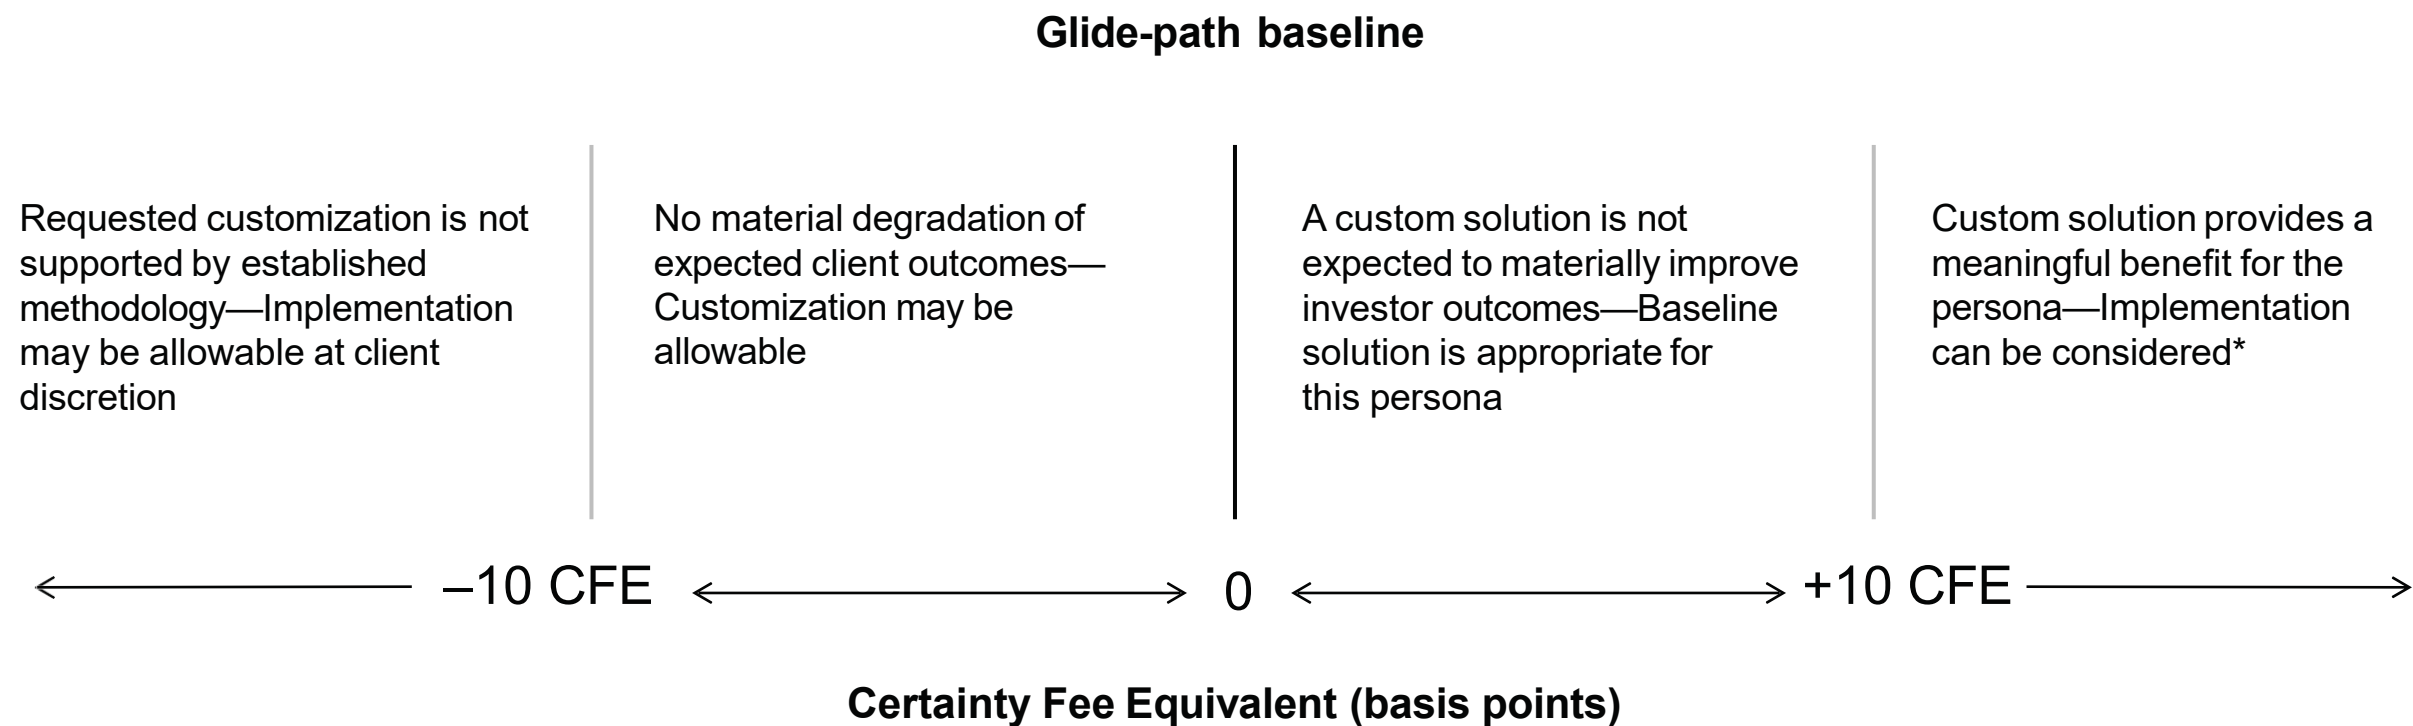 Glide-path baseline
Requested customization is not
supported by established
methodology—Implementation
may be allowable at client
discretion
No material degradation of
expected client outcomes—
Customization may be
allowable
A custom solution is not
expected to materially improve
investor outcomes—Baseline
solution is appropriate for
this persona
Custom solution provides a
meaningful benefit for the
persona—Implementation
can be considered*
–10 CFE
0
+10 CFE
Certainty Fee Equivalent (basis points)